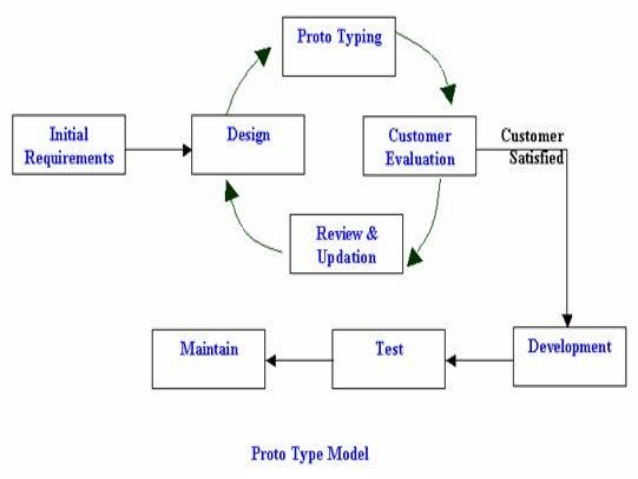 Proto Typing
Initial
Requirements
Design
Customer
Evaluation
Customer
Satisfied
Review &
Updation
Maintain
Test
Development
Proto Type Model